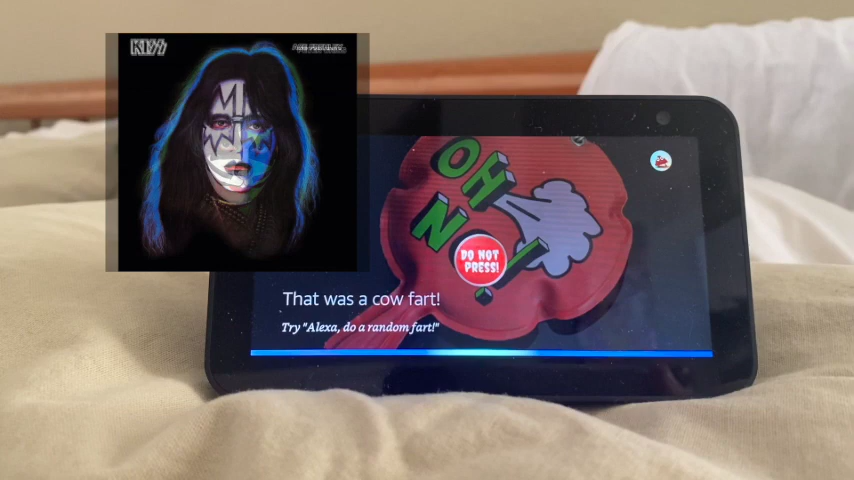 KISS
OH
NO!
DO NOT
PRESS!
That was a cow fart!
Try "Alexa, do a random fart!"